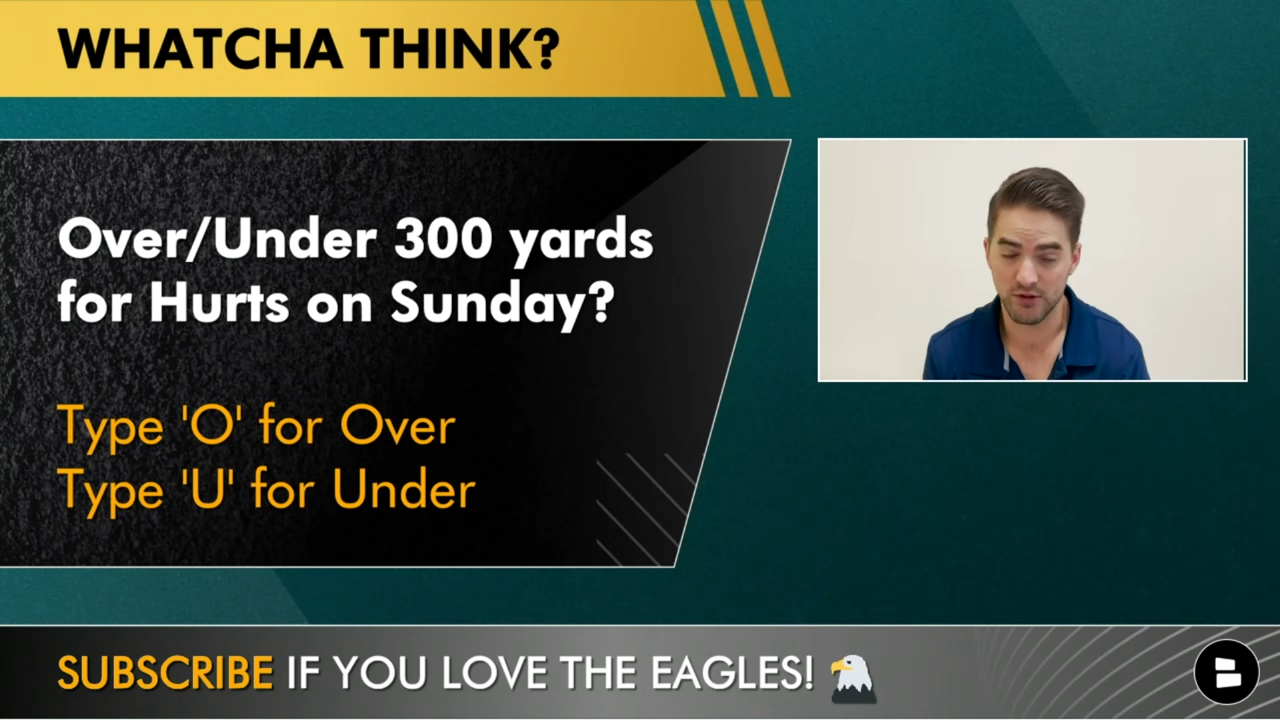 WHATCHA THINK?
Over/Under 300 yards
for Hurts on Sunday?
Type 'O' for Over
Type 'U' for Under
SUBSCRIBE IF YOU LOVE THE EAGLES!